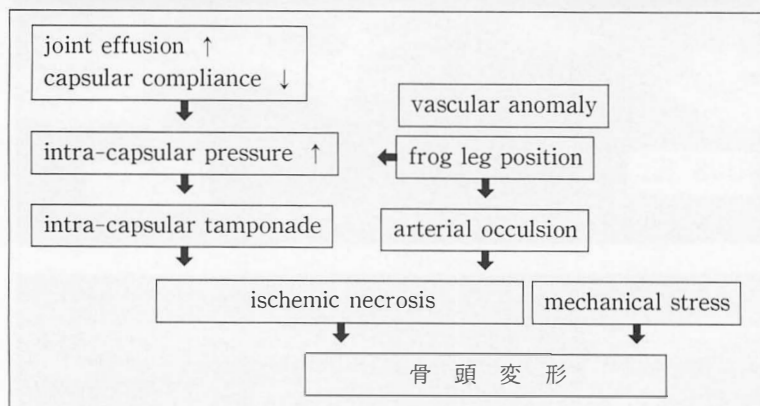 joint effusion ↑
capsular compliance ↓
vascular anomaly
intra-capsular pressure ↑
frog leg position
intra-capsular tamponade
arterial occulsion
ischemic necrosis
mechanical stress
骨頭変形